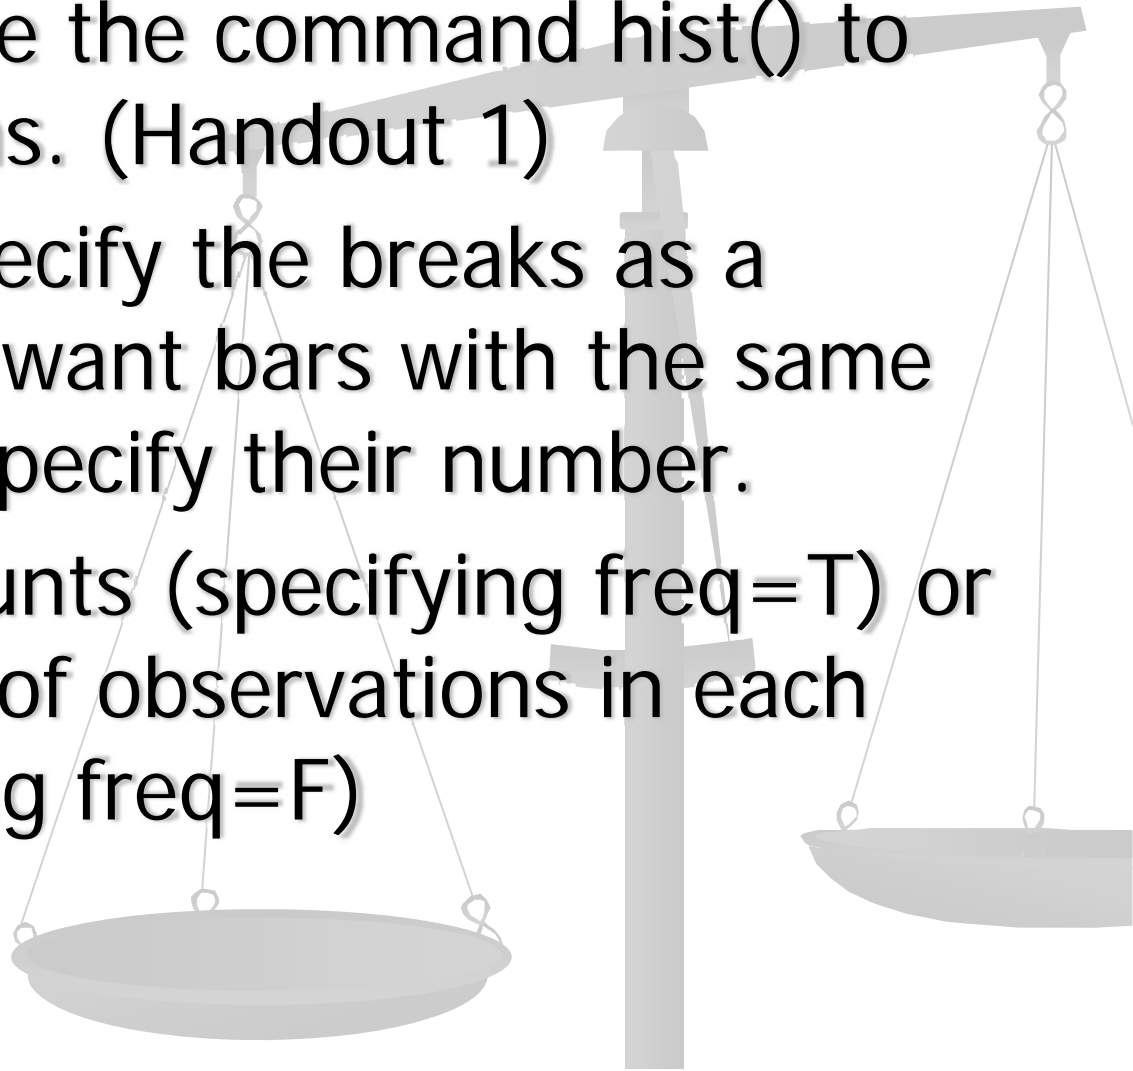 e the command hist() to
s. (Handout 1)
ecify the breaks as a
want bars with the same
pecify their number.
unts (specifying freq=T) or
of observations in each
g freq=F)